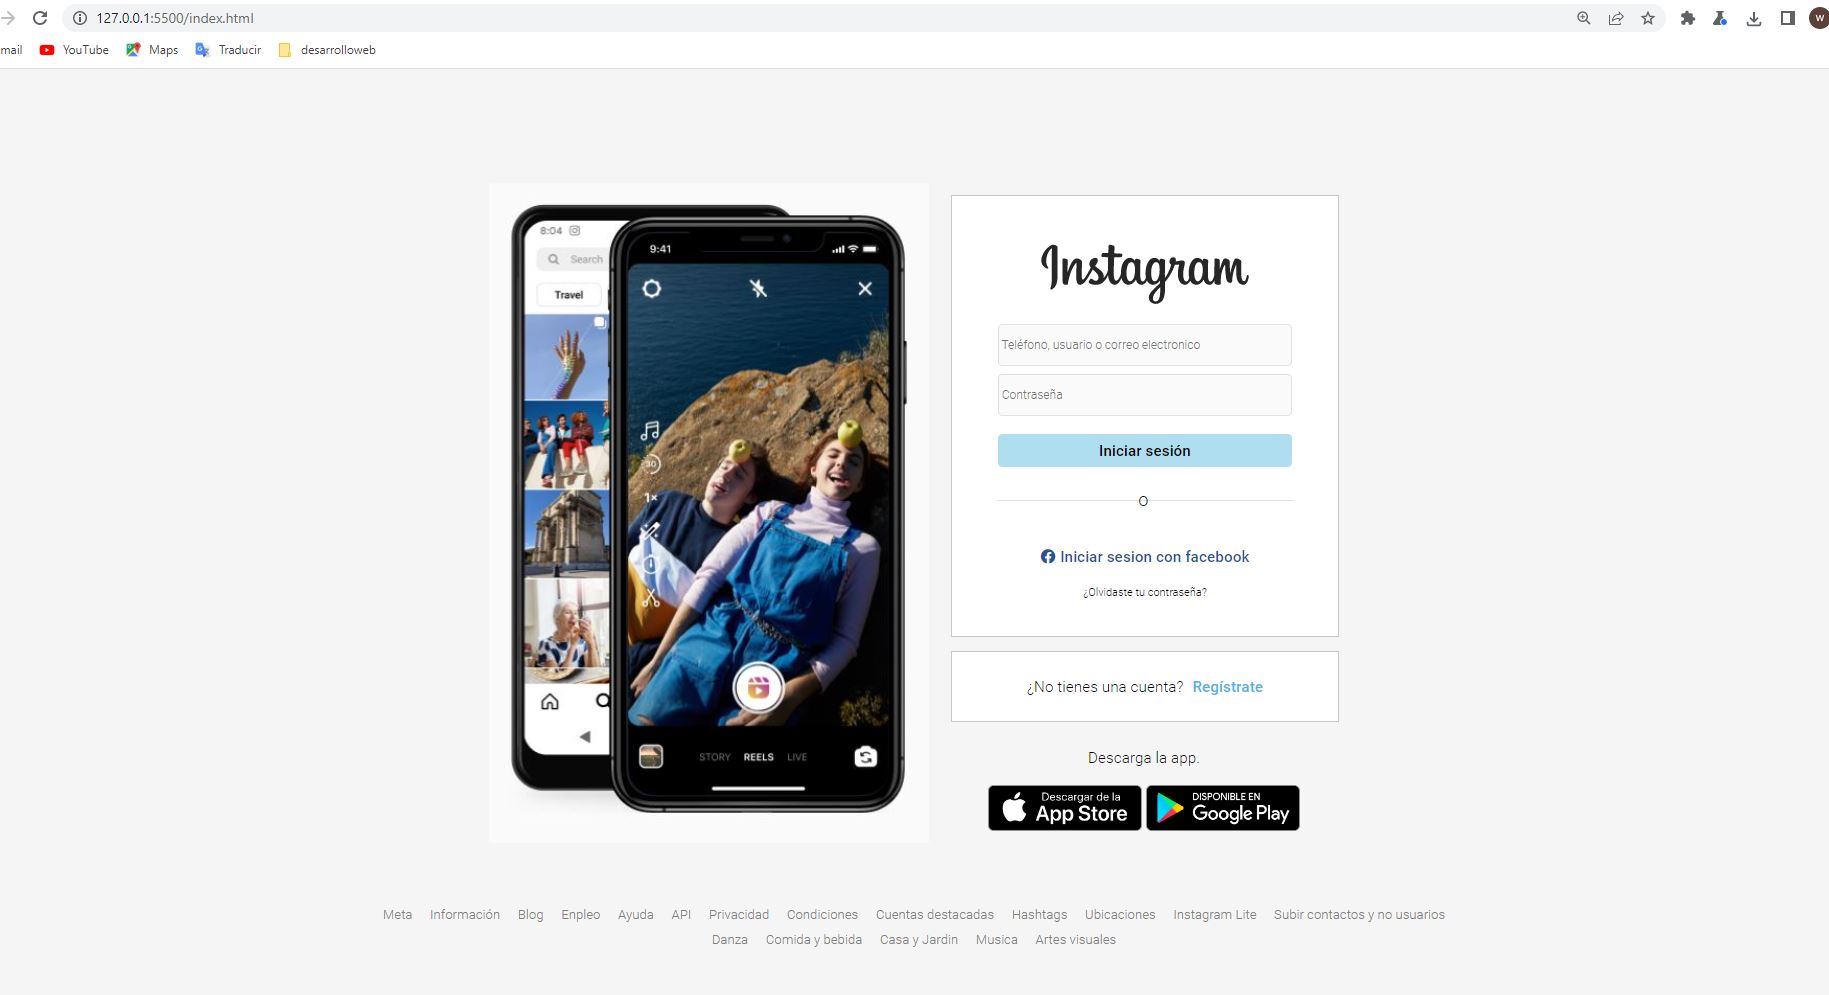 127.0.0.1:5500/index.html
mail YouTube Maps Traducir desarrolloweb
W
8:04
Search
Travel
9:41
30
1x
STORY REELS LIVE
Instagram
Teléfono, usuario o correo electronico
Contraseña
Iniciar sesión
O
Iniciar sesion con facebook
¿Olvidaste tu contraseña?
¿No tienes una cuenta? Regístrate
Descarga la app.
Descargar de la
App Store
DISPONIBLE EN
Google Play
Meta Información Blog Enpleo Ayuda API Privacidad Condiciones Cuentas destacadas Hashtags Ubicaciones Instagram Lite Subir contactos y no usuarios
Danza Comida y bebida Casa y Jardin Musica Artes visuales